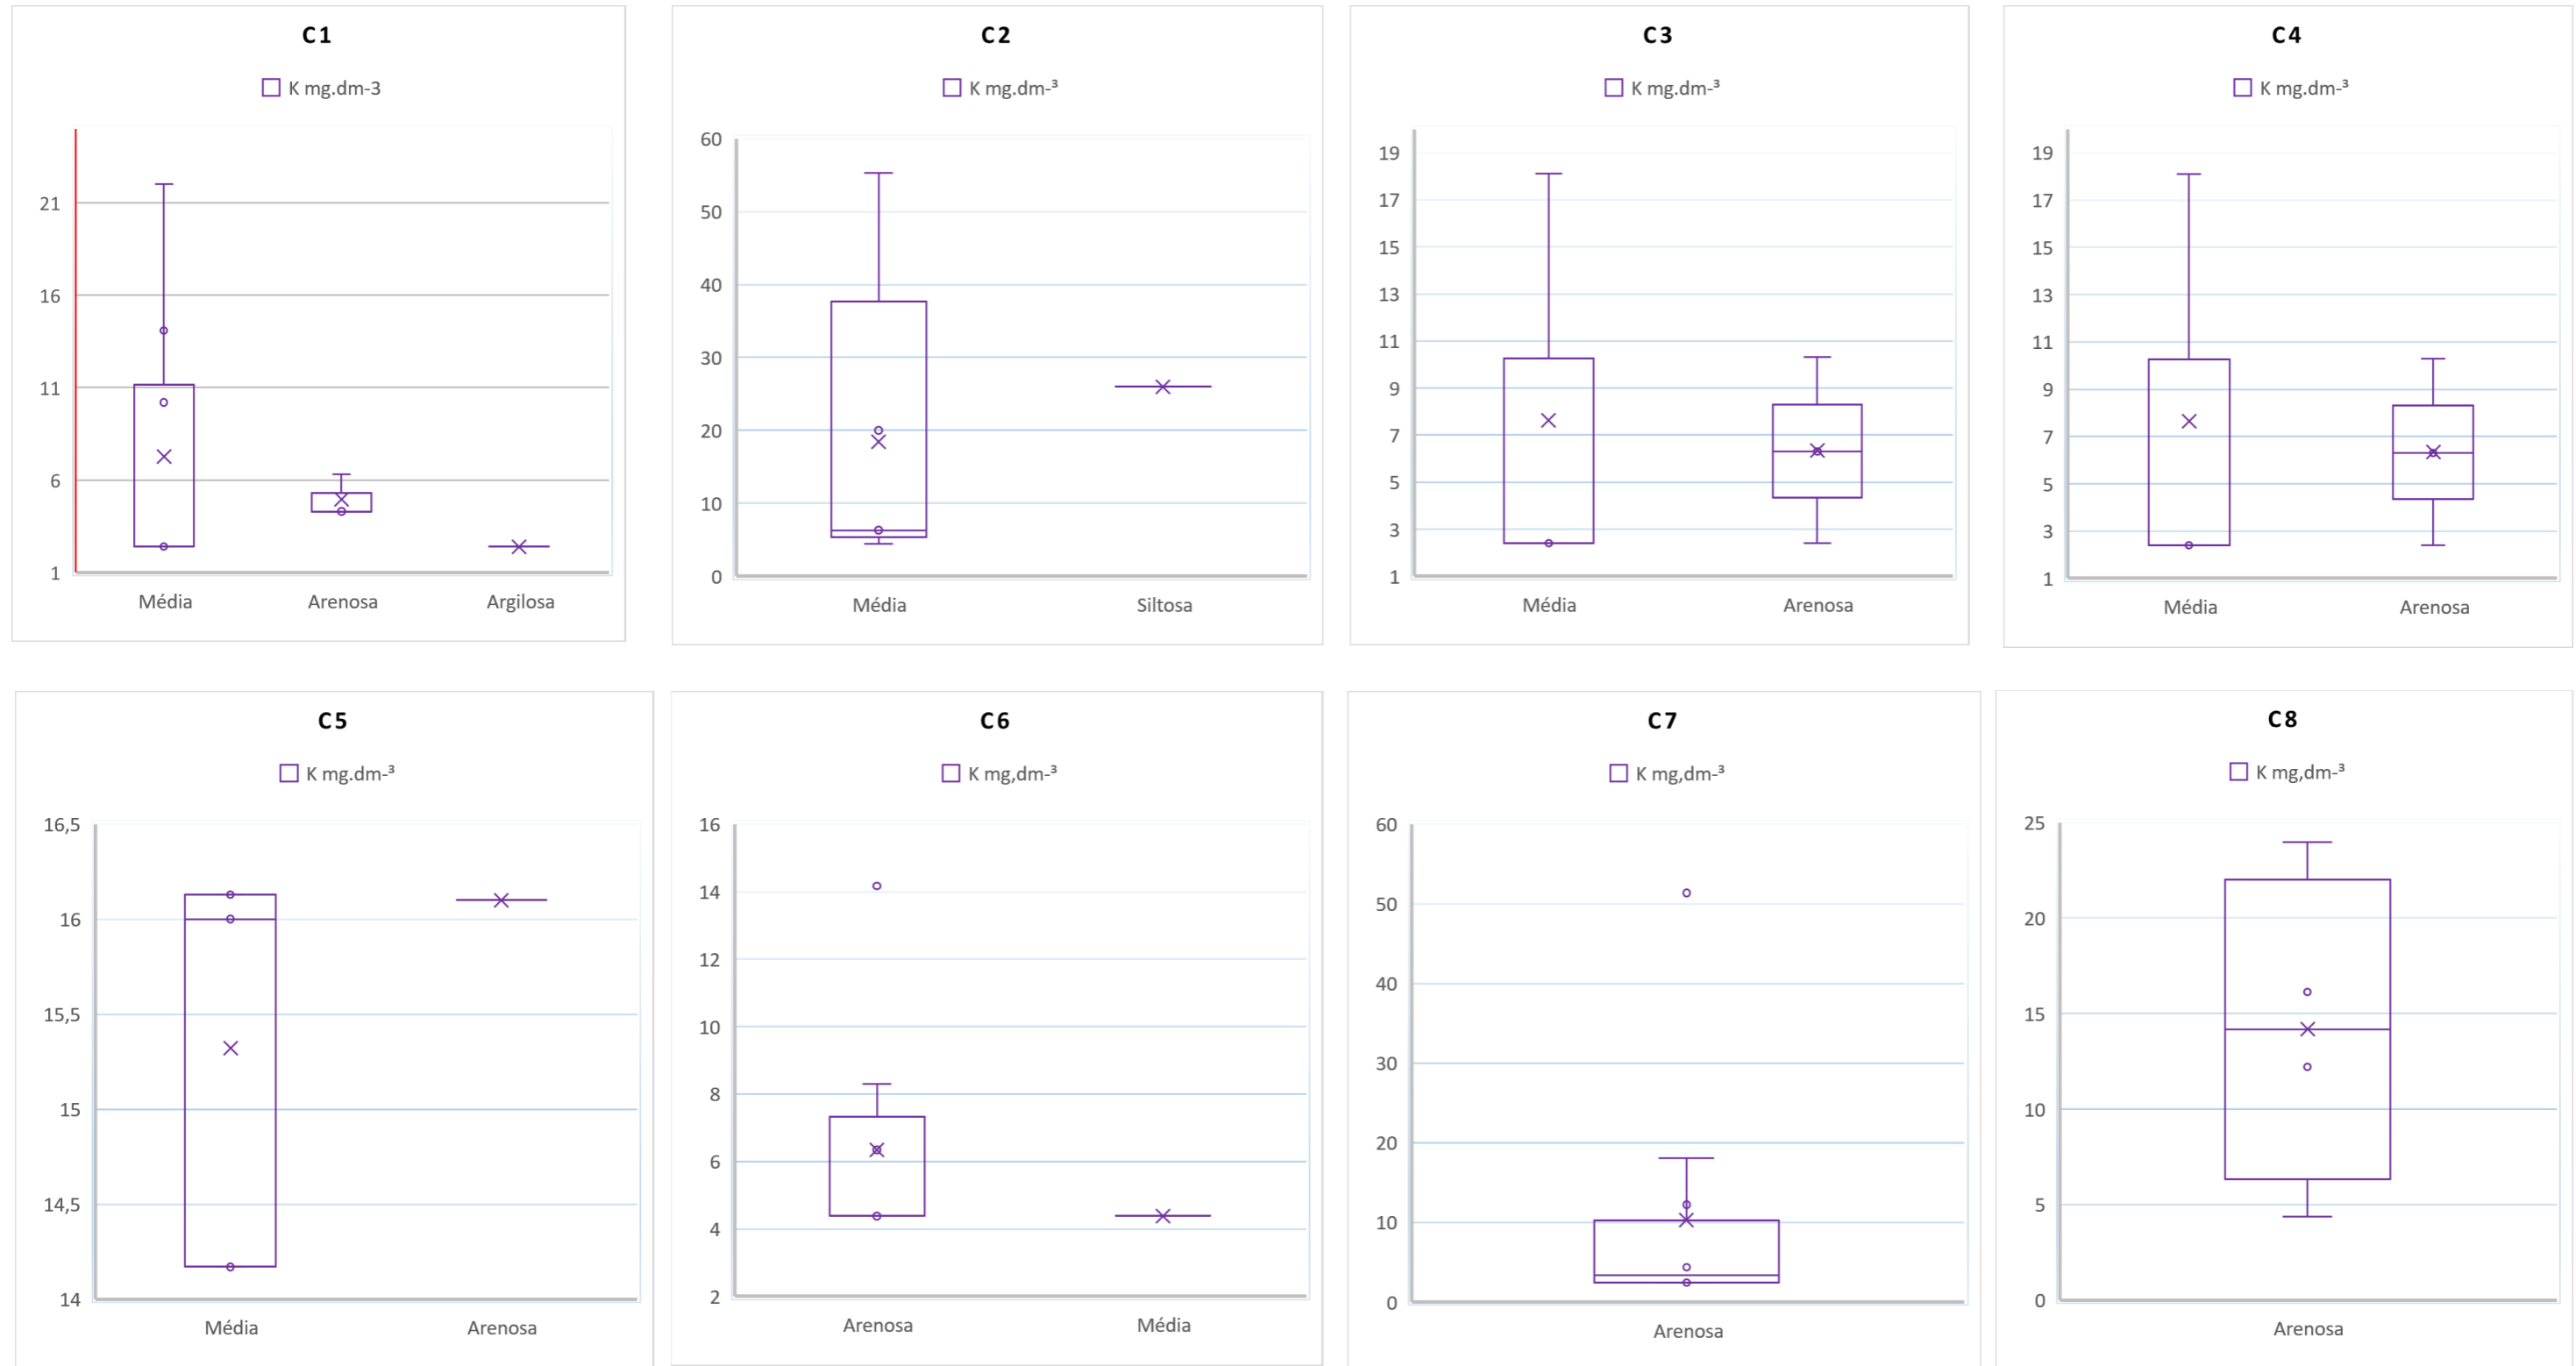 C1
K mg.dm-3
21
16
11
6
1
Média Arenosa Argilosa
C2
K mg.dm-³
60
50
40
30
20
10
0
Média Siltosa
C3
K mg.dm-³
19
17
15
13
11
9
7
5
3
1
Média Arenosa
C4
K mg.dm-³
19
17
15
13
11
9
7
5
3
1
Média Arenosa
C5
K mg.dm-³
16,5
16
15,5
15
14,5
14
Média Arenosa
C6
K mg,dm-³
16
14
12
10
8
6
4
2
Arenosa Média
C7
K mg,dm-³
60
50
40
30
20
10
0
Arenosa
C8
K mg,dm-³
25
20
15
10
5
0
Arenosa